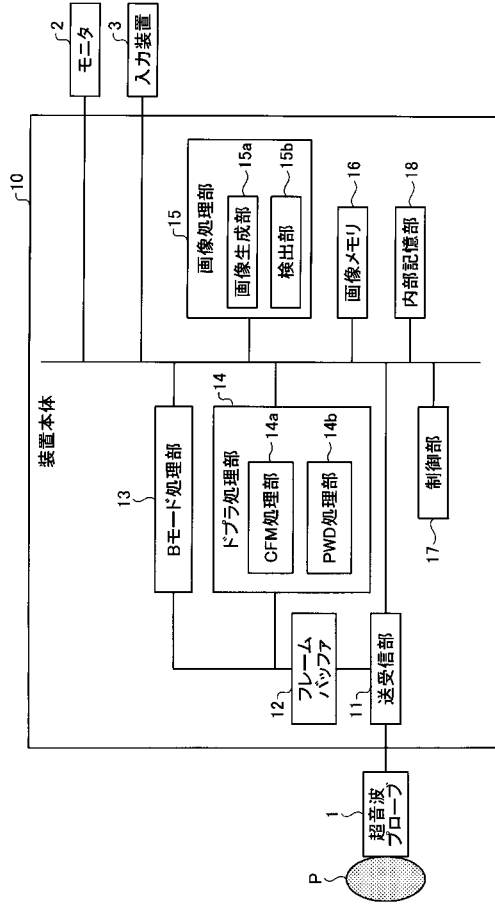 10
装置本体
2
モニタ
3
入力装置
13
Bモード処理部
14
ドプラ処理部
14a
CFM処理部
14b
PWD処理部
15
画像処理部
15a
画像生成部
15b
検出部
16
画像メモリ
18
内部記憶部
17
制御部
12
フレーム
バッファ
11
送受信部
1
超音波
プローブ
P